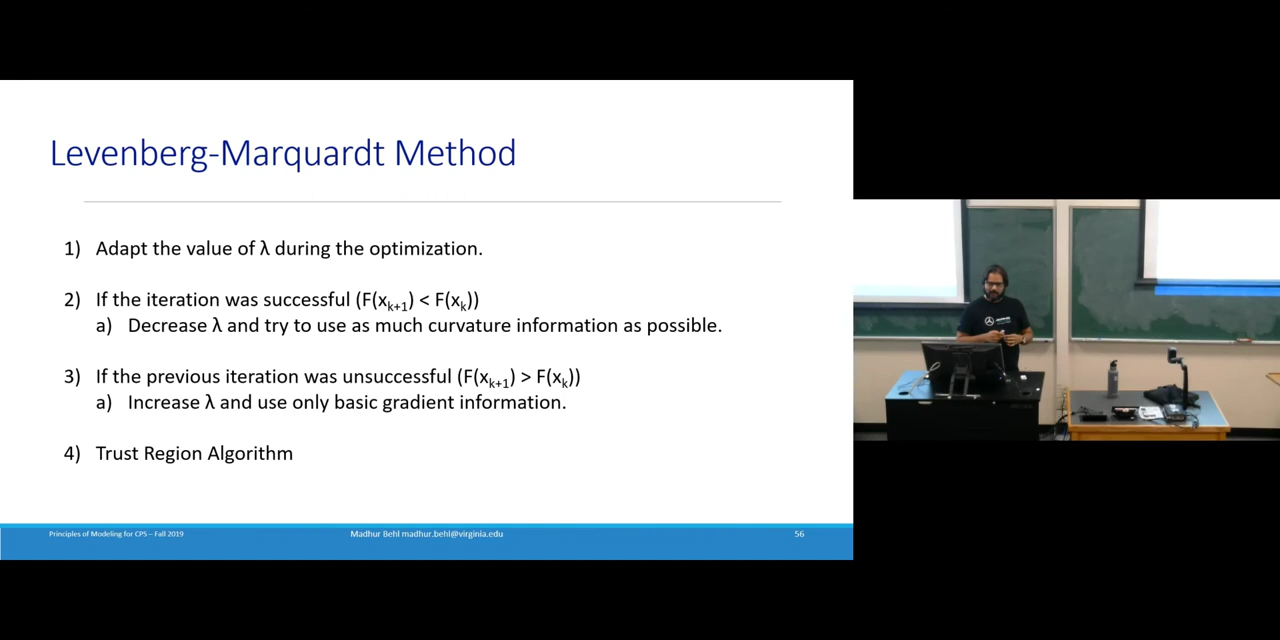 Levenberg-Marquardt Method
1) Adapt the value of λ during the optimization.
2) If the iteration was successful (F(xₖ₊₁) < F(xₖ))
a) Decrease λ and try to use as much curvature information as possible.
3) If the previous iteration was unsuccessful (F(xₖ₊₁) > F(xₖ))
a) Increase λ and use only basic gradient information.
4) Trust Region Algorithm
Principles of Modeling for CPS – Fall 2019
Madhur Behl madhur.behl@virginia.edu
56